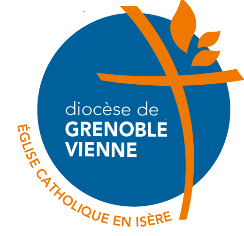 diocèse de
GRENOBLE
VIENNE
ÉGLISE CATHOLIQUE EN ISÈRE